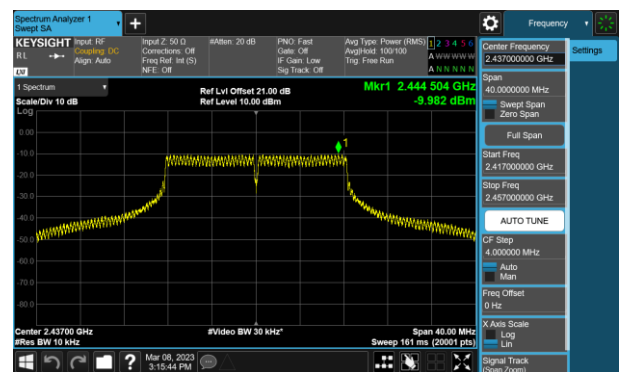 Spectrum Analyzer 1
Swept SA
Frequency
KEYSIGHT
RL
LXI
Input: RF
Coupling: DC
Align: Auto
Input Z: 50 Ω
Corrections: Off
Freq Ref: Int (S)
NFE: Off
#Atten: 20 dB
PNO: Fast
Gate: Off
IF Gain: Low
Sig Track: Off
Avg Type: Power (RMS)
Avg|Hold: 100/100
Trig: Free Run
1 2 3 4 5 6
A W W W W W
A N N N N N
1 Spectrum
Scale/Div 10 dB
Log
Ref Lvl Offset 21.00 dB
Ref Level 10.00 dBm
Mkr1 2.444 504 GHz
-9.982 dBm
0.00
-10.0
-20.0
-30.0
-40.0
-50.0
-60.0
-70.0
-80.0
1
Center 2.43700 GHz
#Res BW 10 kHz
#Video BW 30 kHz*
Span 40.00 MHz
Sweep 161 ms (20001 pts)
Mar 08, 2023
3:15:44 PM
?
Center Frequency
2.437000000 GHz
Span
40.0000000 MHz
Swept Span
Zero Span
Full Span
Start Freq
2.417000000 GHz
Stop Freq
2.457000000 GHz
AUTO TUNE
CF Step
4.000000 MHz
Auto
Man
Freq Offset
0 Hz
X Axis Scale
Log
Lin
Signal Track
(Span Zoom)
Settings